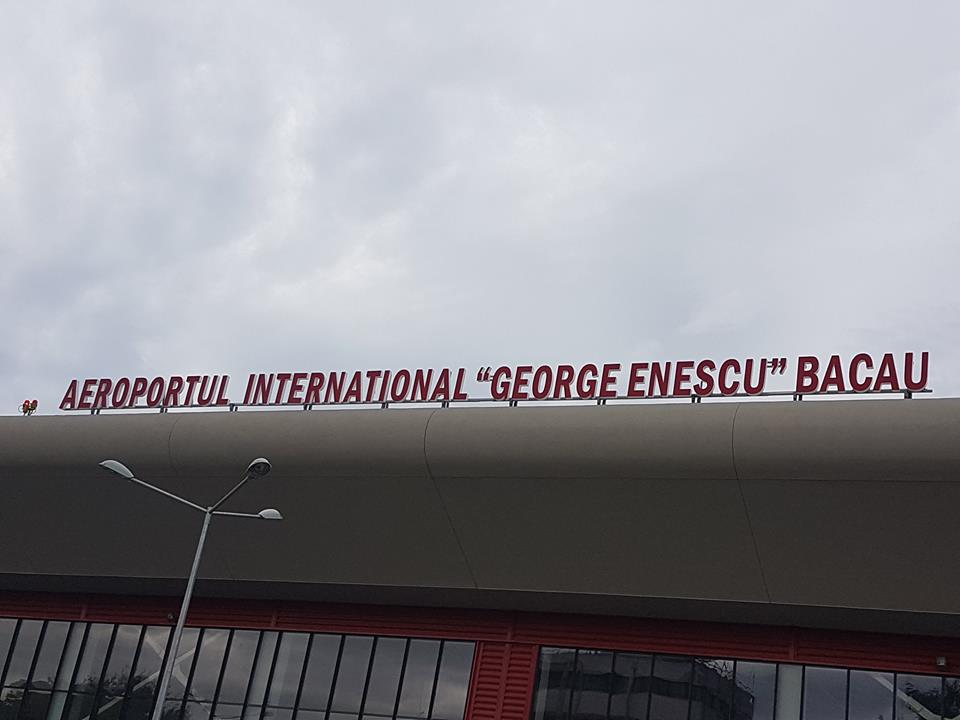 AEROPORTUL INTERNATIONAL “GEORGE ENESCU” BACAU